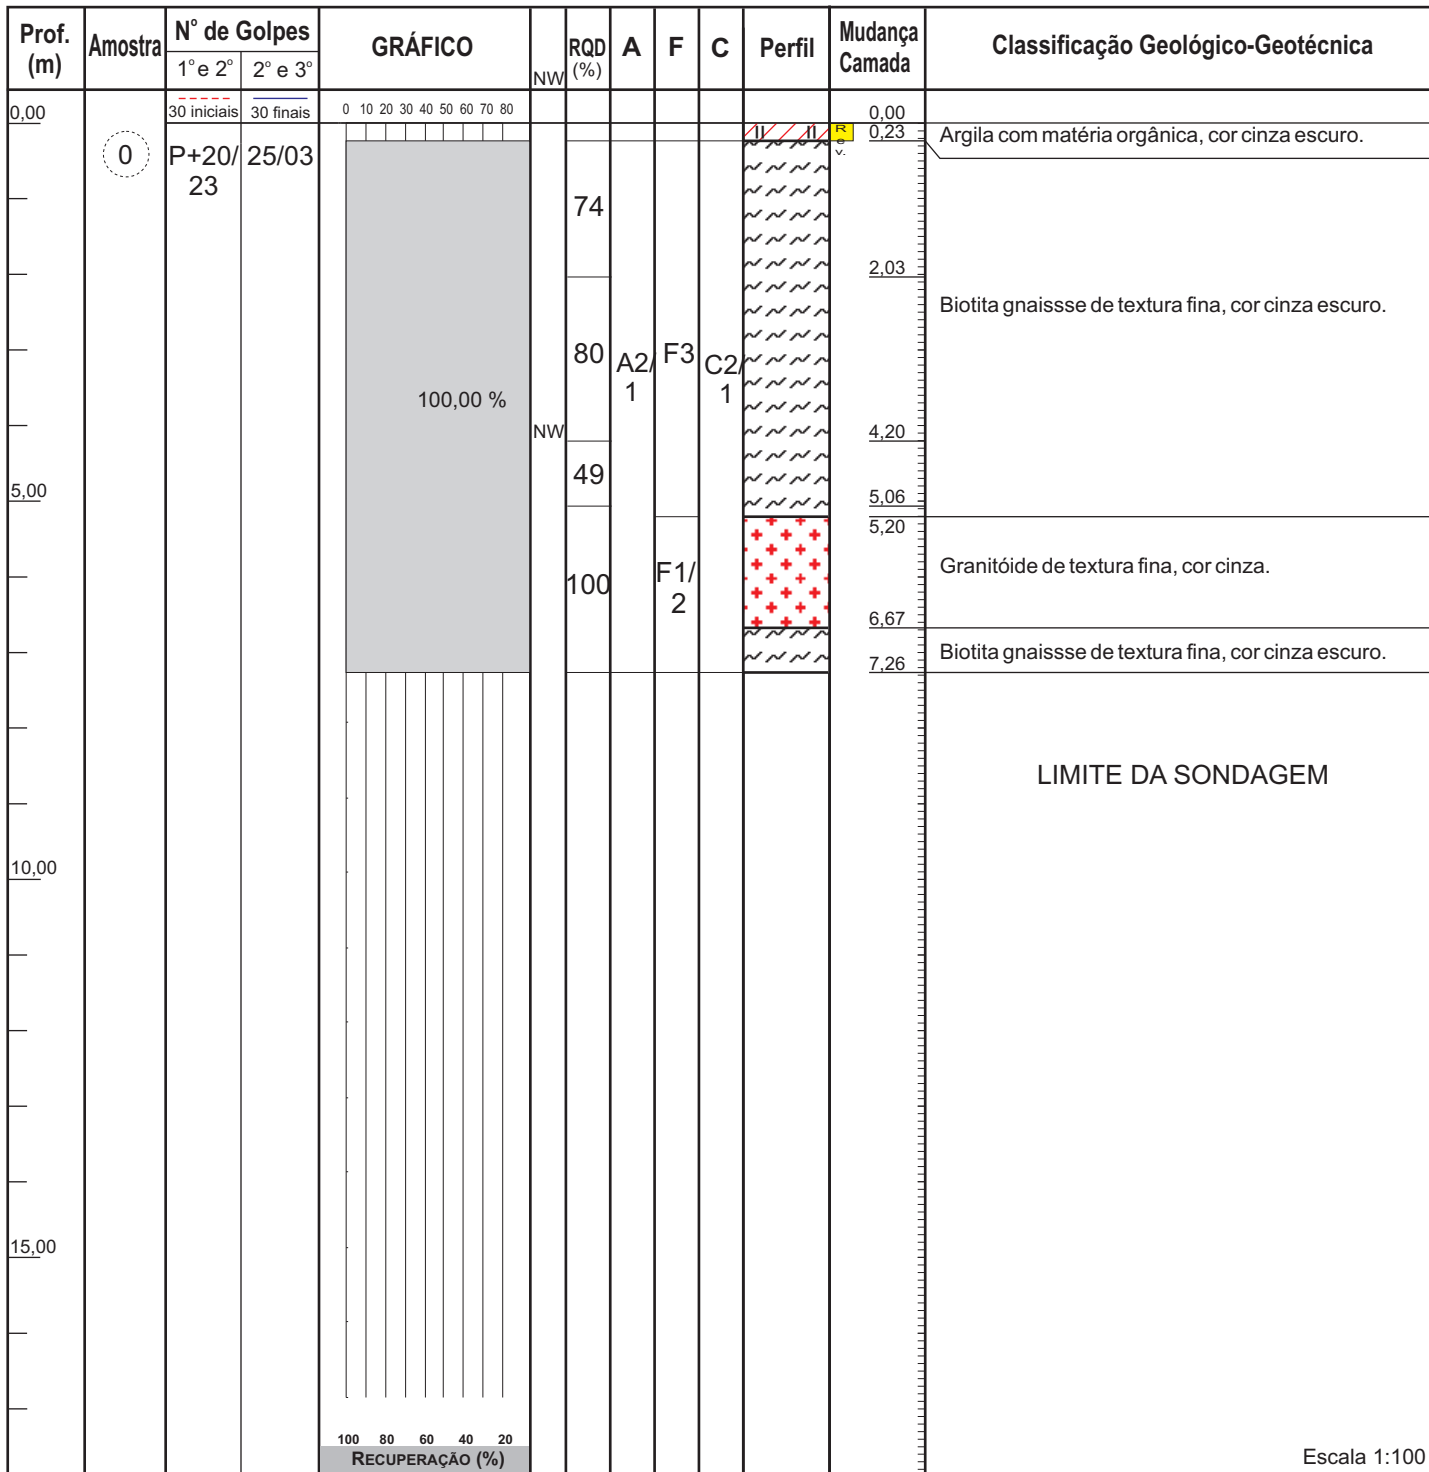 Prof. (m)
Amostra
N° de Golpes
1° e 2°
2° e 3°
GRÁFICO
NW
RQD (%)
A
F
C
Perfil
Mudança Camada
Classificação Geológico-Geotécnica
30 iniciais
30 finais
0 10 20 30 40 50 60 70 80
0,00
0,00
0
P+20/
23
25/03
Rev.
0,23
Argila com matéria orgânica, cor cinza escuro.
74
2,03
Biotita gnaissse de textura fina, cor cinza escuro.
80
A2/
1
F3
C2/
1
100,00 %
NW
4,20
49
5,00
5,06
5,20
Granitóide de textura fina, cor cinza.
100
F1/
2
6,67
Biotita gnaissse de textura fina, cor cinza escuro.
7,26
LIMITE DA SONDAGEM
10,00
15,00
100 80 60 40 20
RECUPERAÇÃO (%)
Escala 1:100